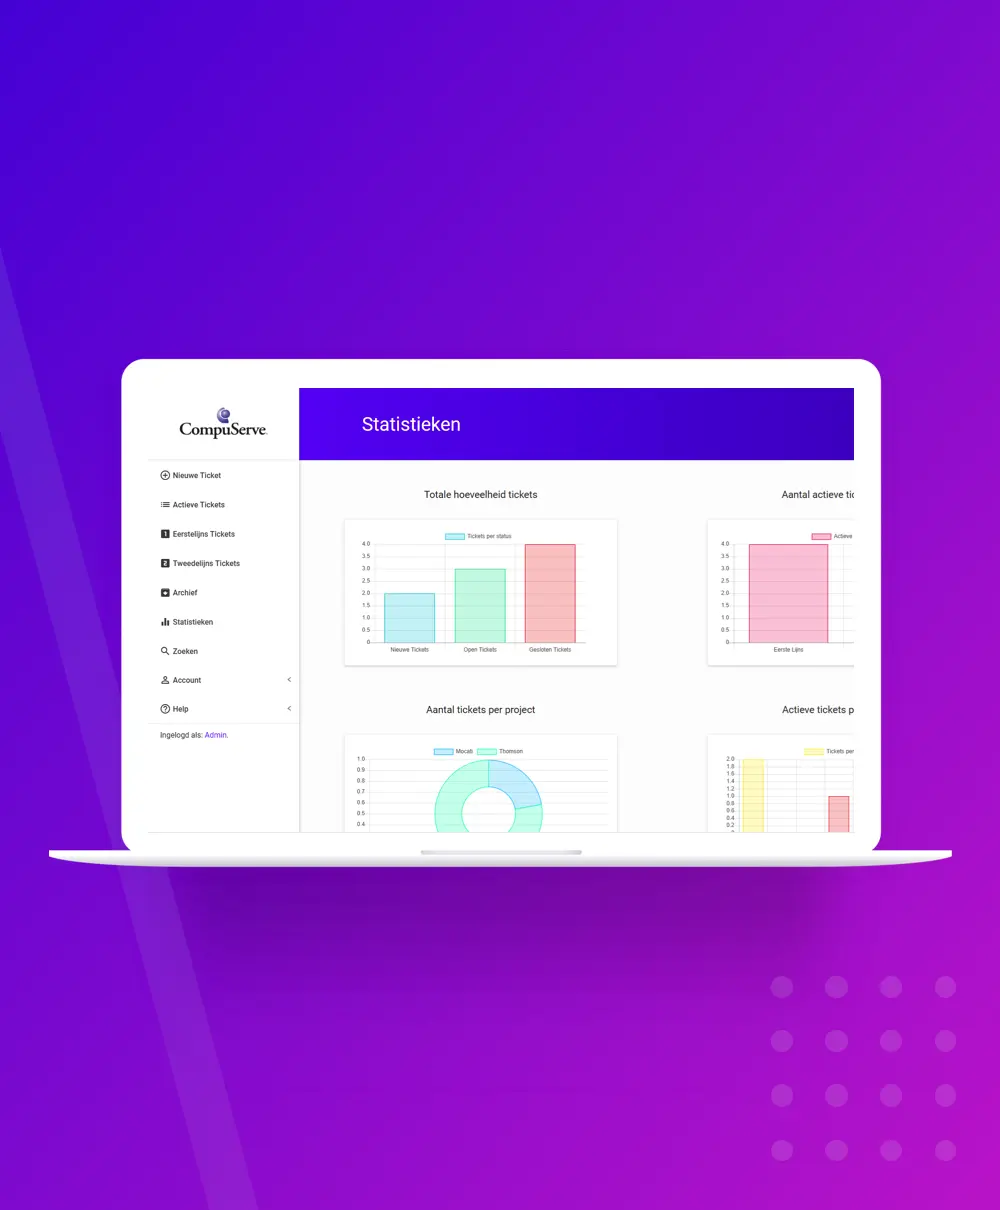 CompuServe.
Statistieken
Nieuwe Ticket
Actieve Tickets
1 Eerstelijns Tickets
2 Tweedelijns Tickets
Archief
Statistieken
Zoeken
Account
Help
Ingelogd als: Admin.
Totale hoeveelheid tickets
Tickets per status
4.0
3.5
3.0
2.5
2.0
1.5
1.0
0.5
0
Nieuwe Tickets Open Tickets Gesloten Tickets
Aantal actieve tic
Actieve
4.0
3.5
3.0
2.5
2.0
1.5
1.0
0.5
0
Eerste Lijns
Aantal tickets per project
Mocati Thomson
1.0
0.9
0.8
0.7
0.6
0.5
0.4
Actieve tickets p
Tickets per
2.0
1.8
1.6
1.4
1.2
1.0
0.8
0.6
0.4
0.2